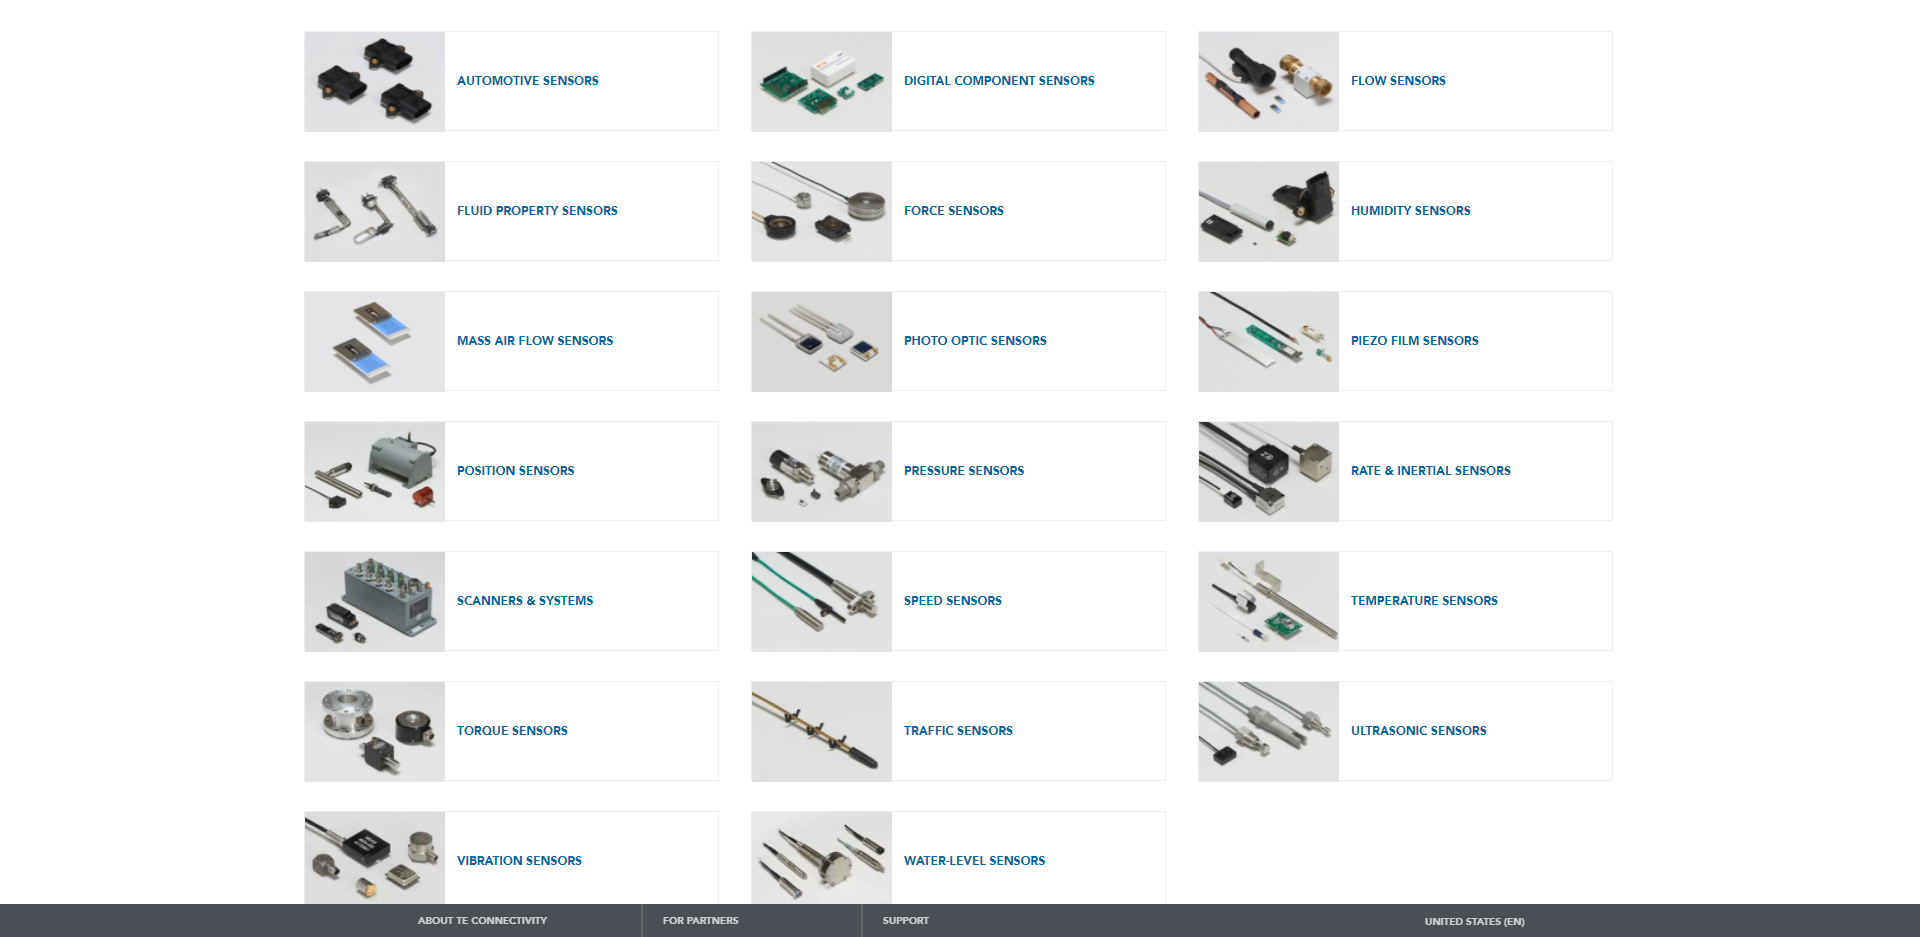 AUTOMOTIVE SENSORS
DIGITAL COMPONENT SENSORS
FLOW SENSORS
FLUID PROPERTY SENSORS
FORCE SENSORS
HUMIDITY SENSORS
MASS AIR FLOW SENSORS
PHOTO OPTIC SENSORS
PIEZO FILM SENSORS
POSITION SENSORS
PRESSURE SENSORS
RATE & INERTIAL SENSORS
SCANNERS & SYSTEMS
SPEED SENSORS
TEMPERATURE SENSORS
TORQUE SENSORS
TRAFFIC SENSORS
ULTRASONIC SENSORS
VIBRATION SENSORS
WATER-LEVEL SENSORS
ABOUT TE CONNECTIVITY
FOR PARTNERS
SUPPORT
UNITED STATES (EN)